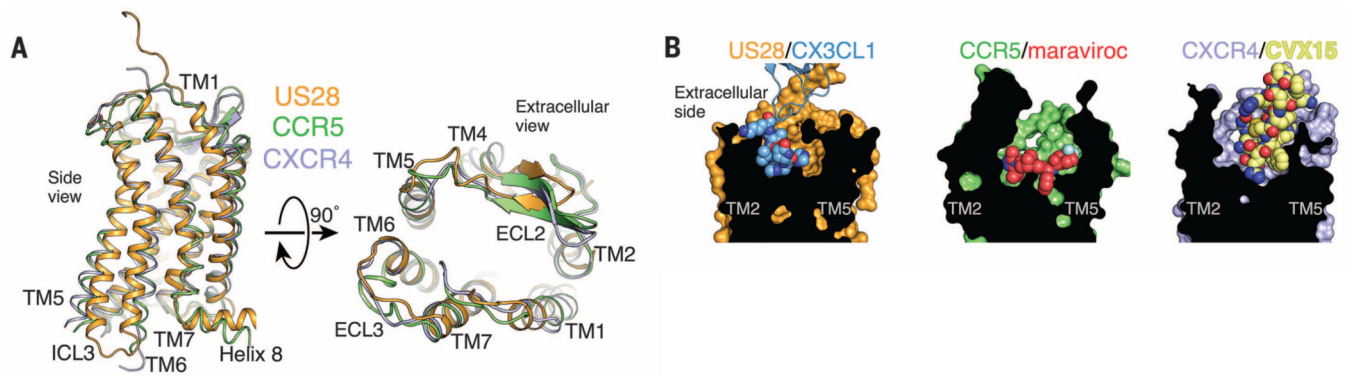 A
TM1
US28
CCR5
CXCR4
Side
view
90°
TM5
ICL3
TM6
TM7
Helix 8
Extracellular
view
TM4
TM5
TM6
ECL2
TM2
ECL3
TM7
TM1
B
US28/CX3CL1
Extracellular
side
TM2
TM5
CCR5/maraviroc
TM2
TM5
CXCR4/CVX15
TM2
TM5